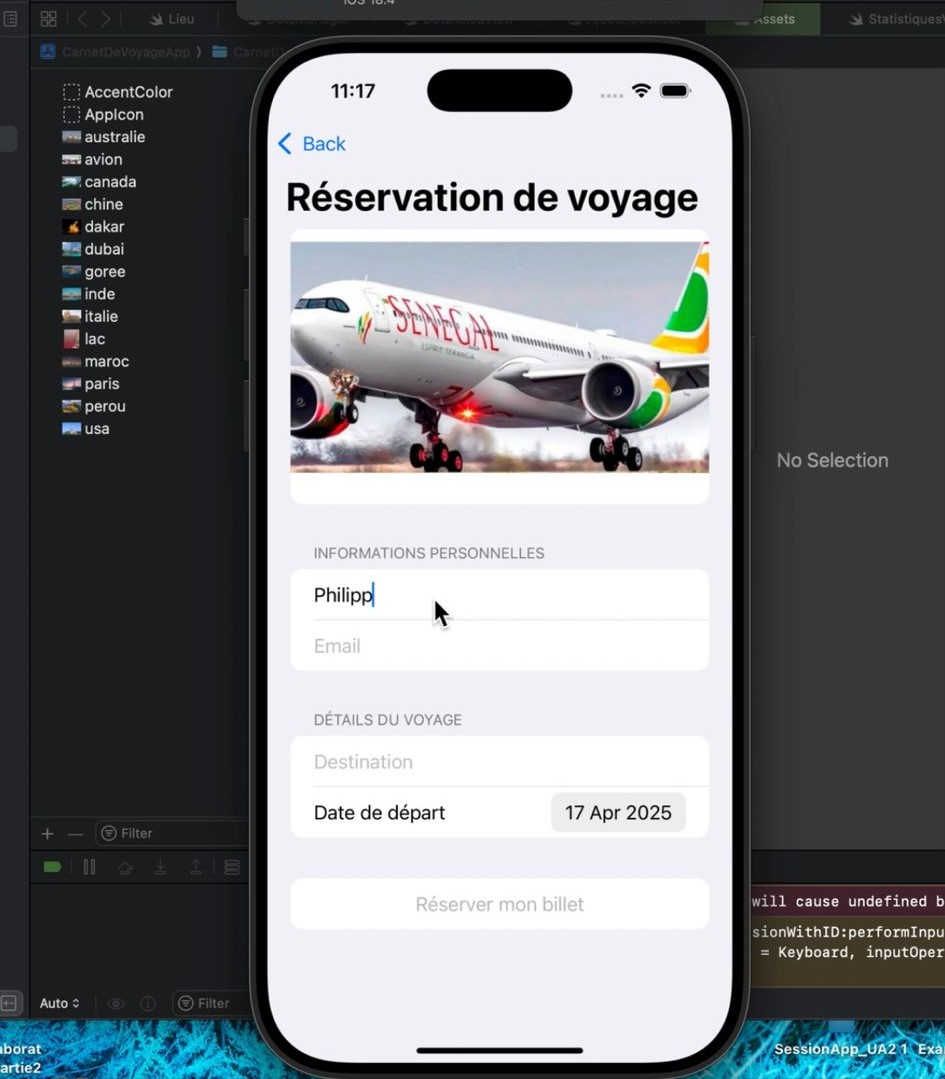 iOS 18.4
Lieu
Assets
Statistiques
CarnetDeVoyageApp
AccentColor
AppIcon
australie
avion
canada
chine
dakar
dubai
goree
inde
italie
lac
maroc
paris
perou
usa
Filter
Auto
Filter
11:17
Back
Réservation de voyage
SENEGAL
ESPRIT TERANGA
INFORMATIONS PERSONNELLES
Philipp
Email
DÉTAILS DU VOYAGE
Destination
Date de départ 17 Apr 2025
Réserver mon billet
No Selection
will cause undefined b
sionWithID:performInpu
= Keyboard, inputOper
borat
artie2
SessionApp_UA2 1 Exa